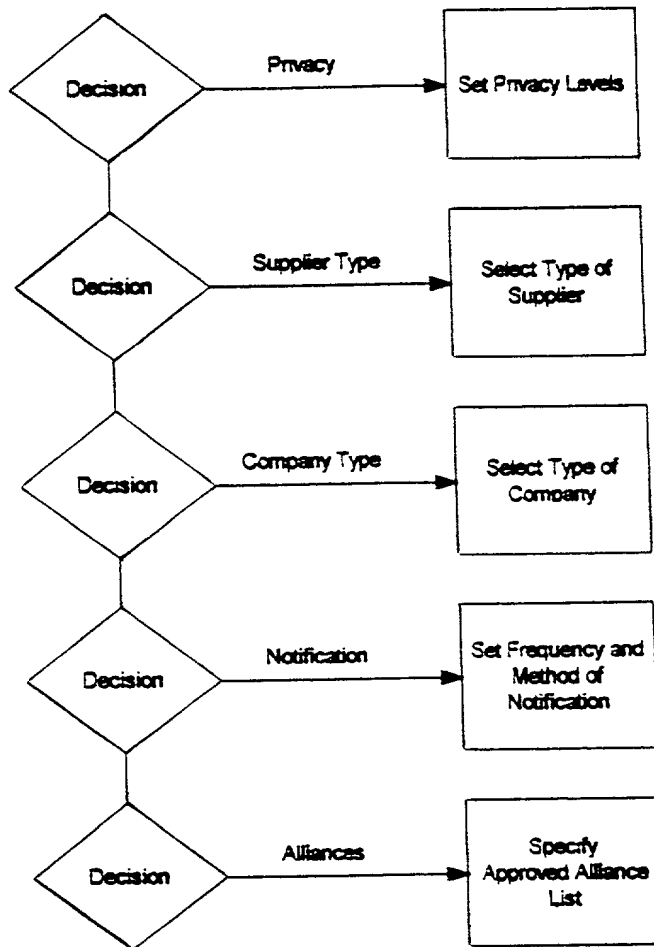 Decision
Privacy
Set Privacy Levels
Decision
Supplier Type
Select Type of
Supplier
Decision
Company Type
Select Type of
Company
Decision
Notification
Set Frequency and
Method of
Notification
Decision
Alliances
Specify
Approved Alliance
List